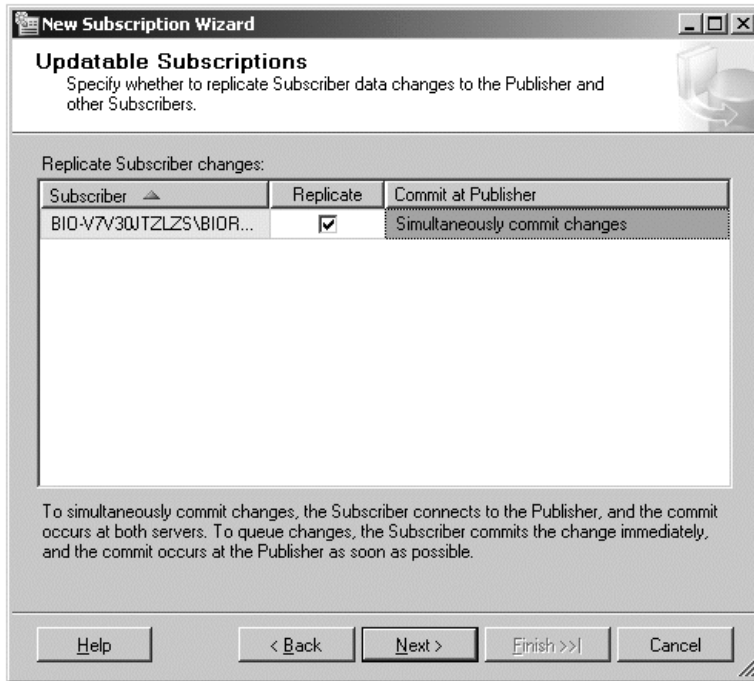 New Subscription Wizard
Updatable Subscriptions
Specify whether to replicate Subscriber data changes to the Publisher and
other Subscribers.
Replicate Subscriber changes:
Subscriber Replicate Commit at Publisher
BIO-V7V30JTZLZS\BIOR... Simultaneously commit changes
To simultaneously commit changes, the Subscriber connects to the Publisher, and the commit
occurs at both servers. To queue changes, the Subscriber commits the change immediately,
and the commit occurs at the Publisher as soon as possible.
Help < Back Next > Finish >>| Cancel